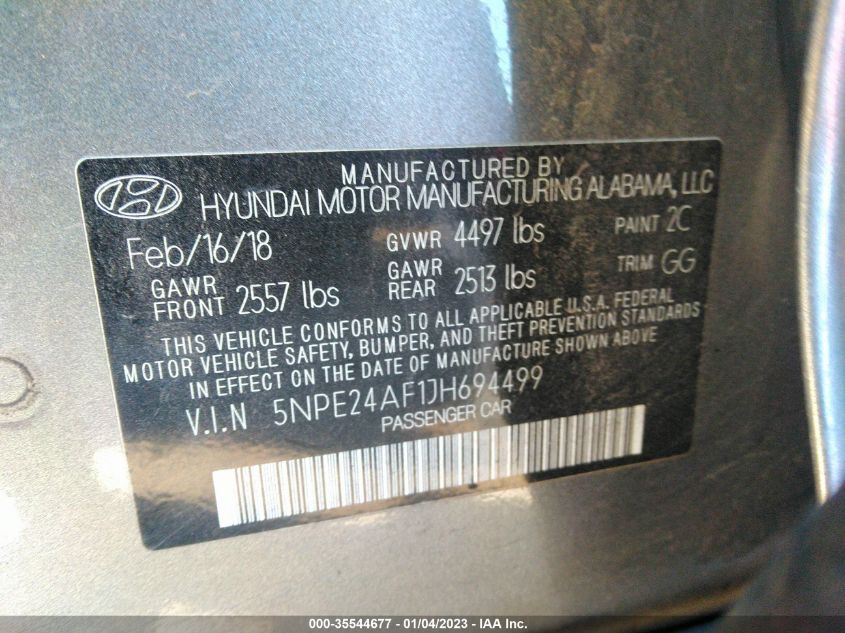 MANUFACTURED BY
HYUNDAI MOTOR MANUFACTURING ALABAMA, LLC
Feb/16/18 GVWR 4497 lbs PAINT 2C
GAWR FRONT 2557 lbs GAWR REAR 2513 lbs TRIM GG
THIS VEHICLE CONFORMS TO ALL APPLICABLE U.S.A. FEDERAL
MOTOR VEHICLE SAFETY, BUMPER, AND THEFT PREVENTION STANDARDS
IN EFFECT ON THE DATE OF MANUFACTURE SHOWN ABOVE
V.I.N 5NPE24AF1JH694499
PASSENGER CAR
000-35544677 - 01/04/2023 - IAA Inc.